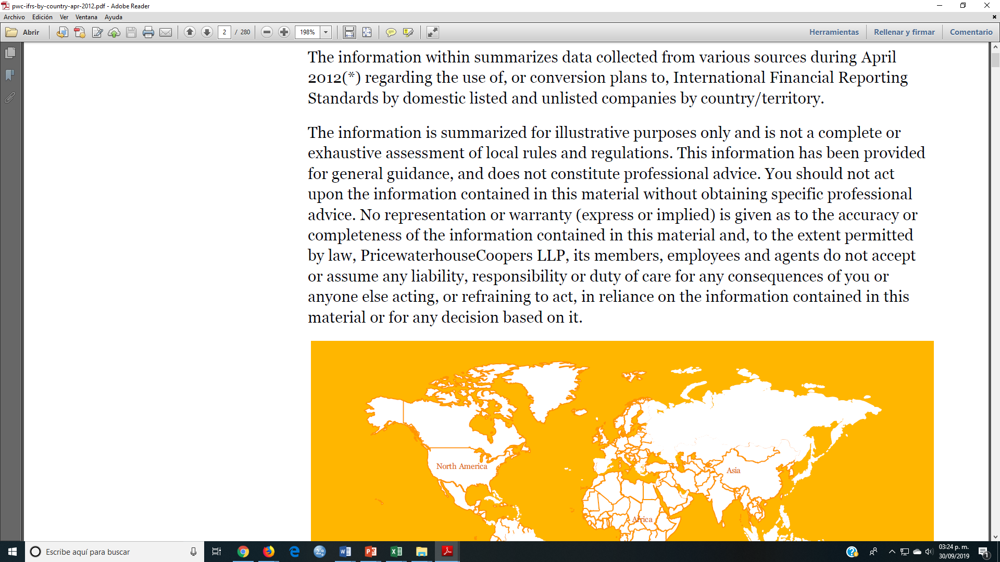 pwc-ifrs-by-country-apr-2012.pdf - Adobe Reader
Archivo Edición Ver Ventana Ayuda
Abrir 2 / 280 198% Herramientas Rellenar y firmar Comentario
The information within summarizes data collected from various sources during April
2012(*) regarding the use of, or conversion plans to, International Financial Reporting
Standards by domestic listed and unlisted companies by country/territory.
The information is summarized for illustrative purposes only and is not a complete or
exhaustive assessment of local rules and regulations. This information has been provided
for general guidance, and does not constitute professional advice. You should not act
upon the information contained in this material without obtaining specific professional
advice. No representation or warranty (express or implied) is given as to the accuracy or
completeness of the information contained in this material and, to the extent permitted
by law, PricewaterhouseCoopers LLP, its members, employees and agents do not accept
or assume any liability, responsibility or duty of care for any consequences of you or
anyone else acting, or refraining to act, in reliance on the information contained in this
material or for any decision based on it.
North America
Asia
Africa
Escribe aquí para buscar
03:24 p. m.
30/09/2019
1